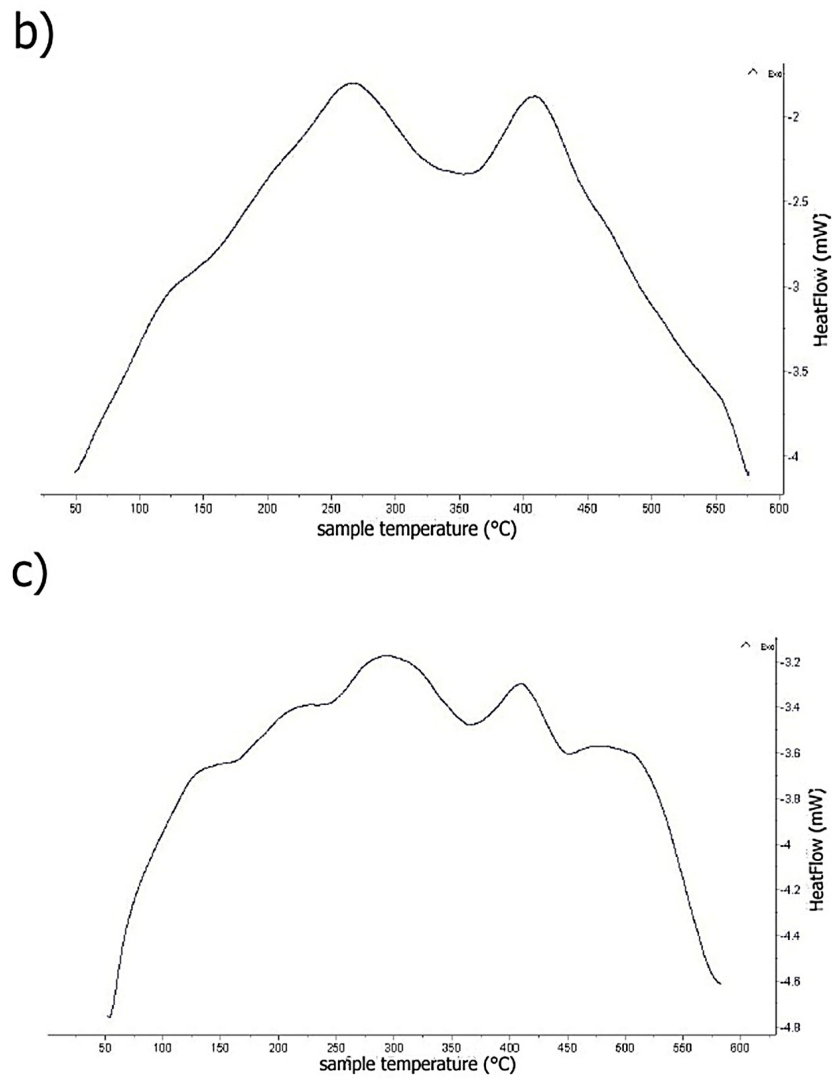 b)
^ Exo
-2
-2.5
-3
-3.5
-4
HeatFlow (mW)
50 100 150 200 250 300 350 400 450 500 550 600
sample temperature (°C)
c)
^ Exo
-3.2
-3.4
-3.6
-3.8
-4
-4.2
-4.4
-4.6
-4.8
HeatFlow (mW)
50 100 150 200 250 300 350 400 450 500 550 600
sample temperature (°C)